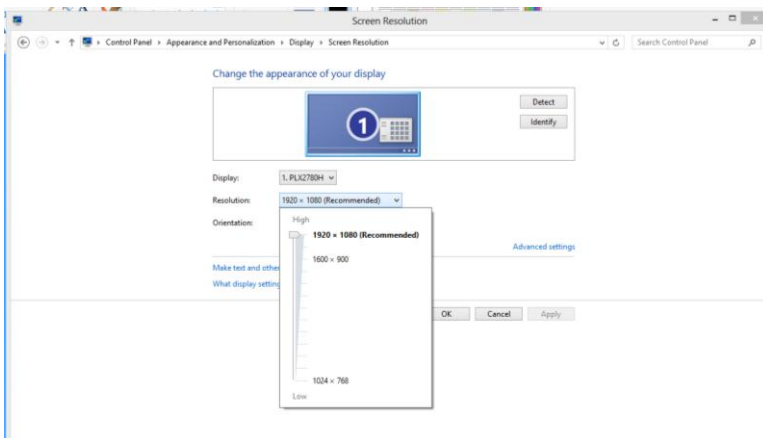 Screen Resolution
Control Panel › Appearance and Personalization › Display › Screen Resolution
Search Control Panel
Change the appearance of your display
1
Detect
Identify
Display:
1. PLX2780H
Resolution:
1920 × 1080 (Recommended)
Orientation:
High
1920 × 1080 (Recommended)
1600 × 900
1024 × 768
Low
Advanced settings
Make text and othe
What display setting
OK
Cancel
Apply